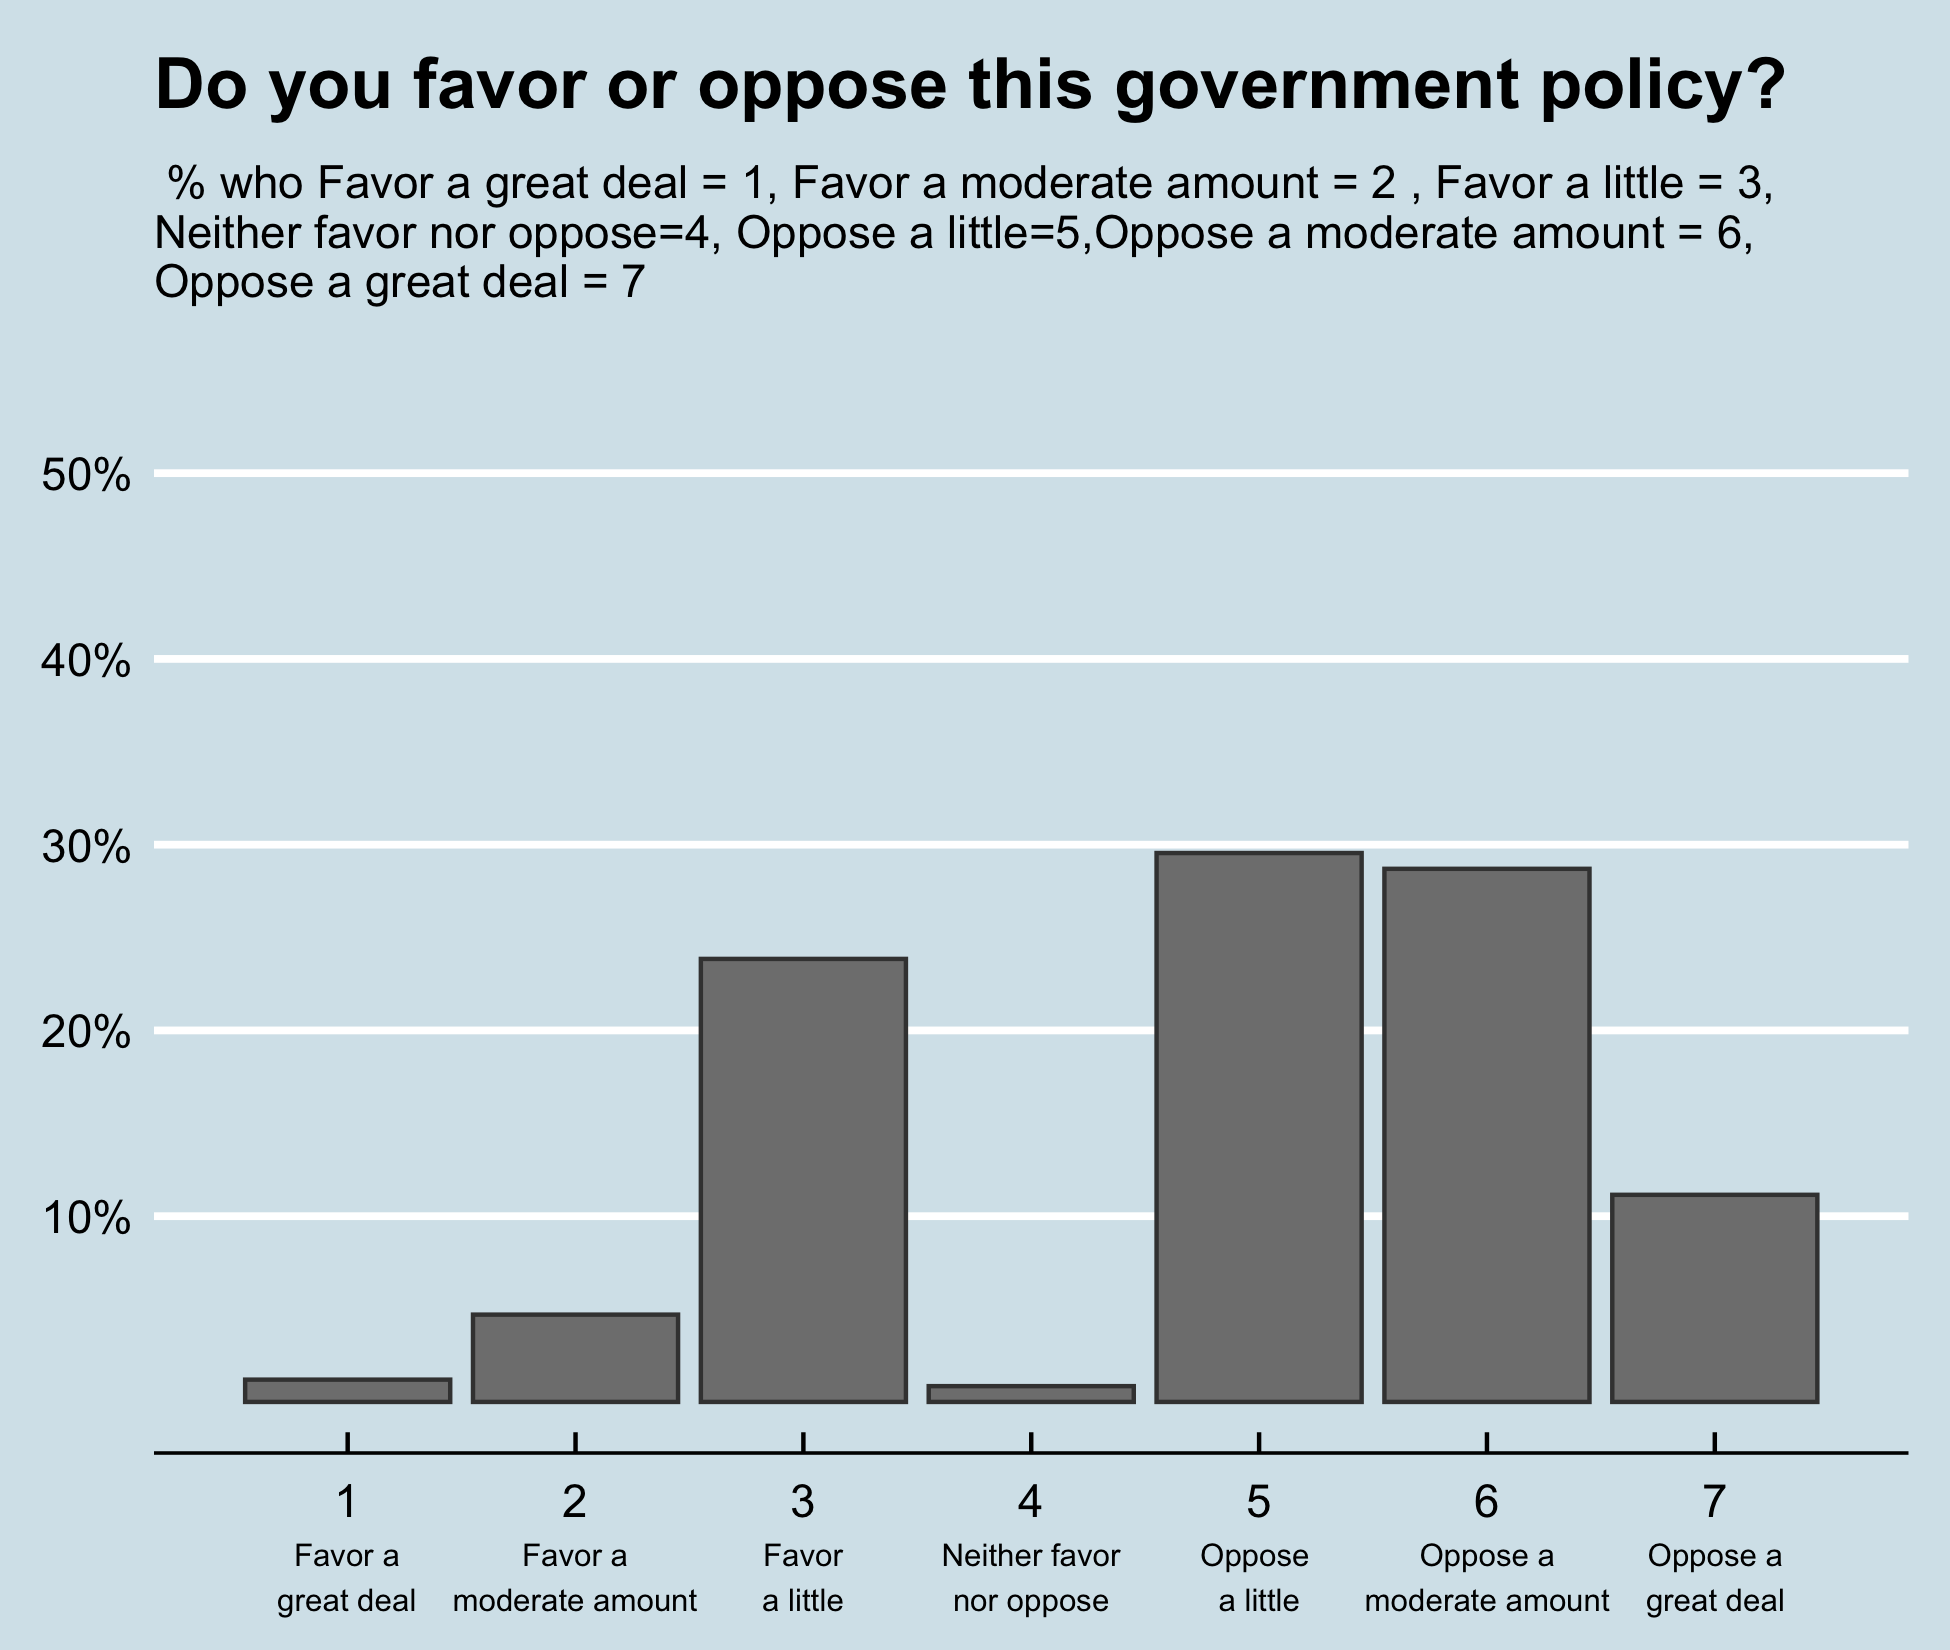 Do you favor or oppose this government policy?
% who Favor a great deal = 1, Favor a moderate amount = 2 , Favor a little = 3,
Neither favor nor oppose=4, Oppose a little=5,Oppose a moderate amount = 6,
Oppose a great deal = 7
50%
40%
30%
20%
10%
1 2 3 4 5 6 7
Favor a Favor a Favor Neither favor Oppose Oppose a Oppose a
great deal moderate amount a little nor oppose a little moderate amount great deal